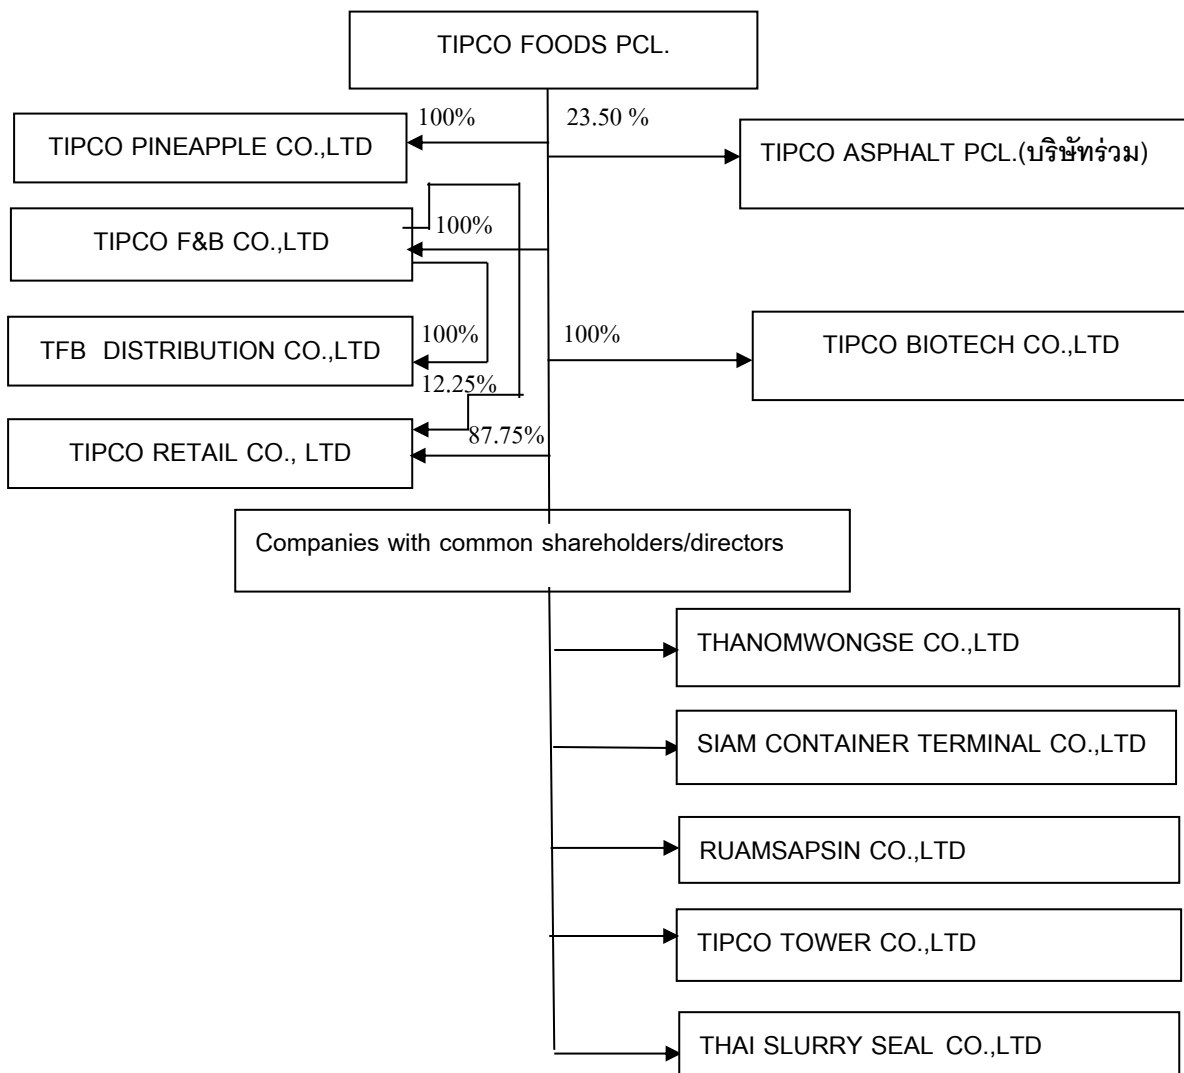 TIPCO FOODS PCL.
100%
23.50 %
TIPCO PINEAPPLE CO.,LTD
TIPCO ASPHALT PCL.(บริษัทร่วม)
TIPCO F&B CO.,LTD
100%
TFB DISTRIBUTION CO.,LTD
100%
100%
TIPCO BIOTECH CO.,LTD
12.25%
TIPCO RETAIL CO., LTD
87.75%
Companies with common shareholders/directors
THANOMWONGSE CO.,LTD
SIAM CONTAINER TERMINAL CO.,LTD
RUAMSAPSIN CO.,LTD
TIPCO TOWER CO.,LTD
THAI SLURRY SEAL CO.,LTD